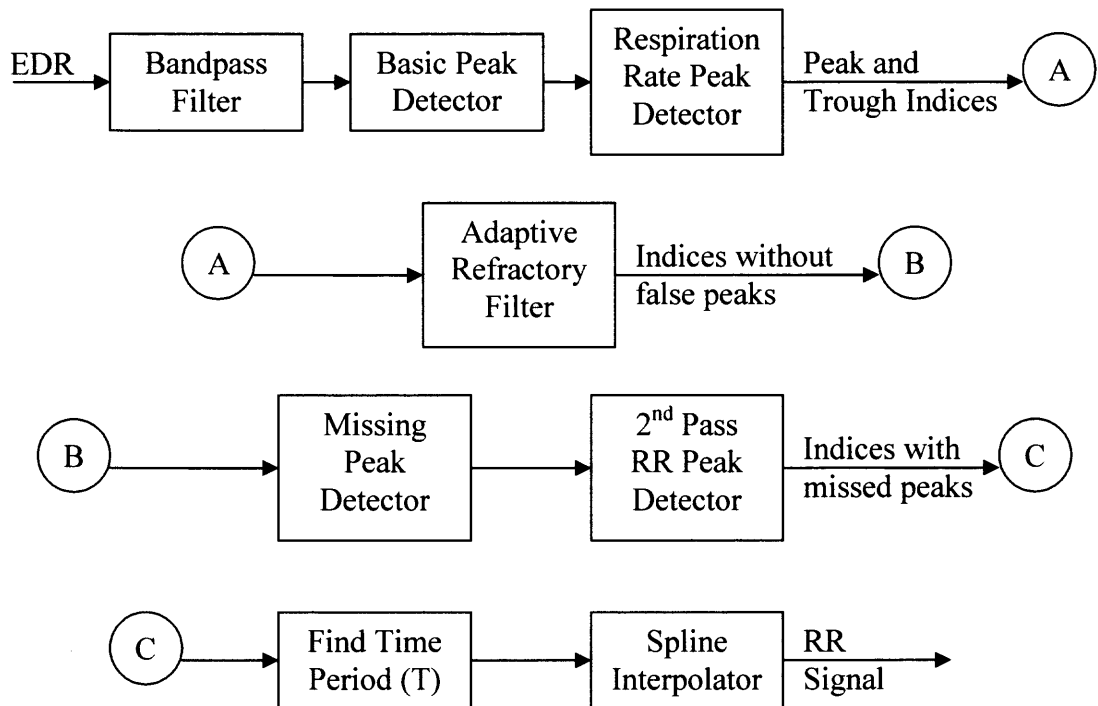 EDR
Bandpass
Filter
Basic Peak
Detector
Respiration
Rate Peak
Detector
Peak and
Trough Indices
A
A
Adaptive
Refractory
Filter
Indices without
false peaks
B
B
Missing
Peak
Detector
2nd Pass
RR Peak
Detector
Indices with
missed peaks
C
C
Find Time
Period (T)
Spline
Interpolator
RR
Signal